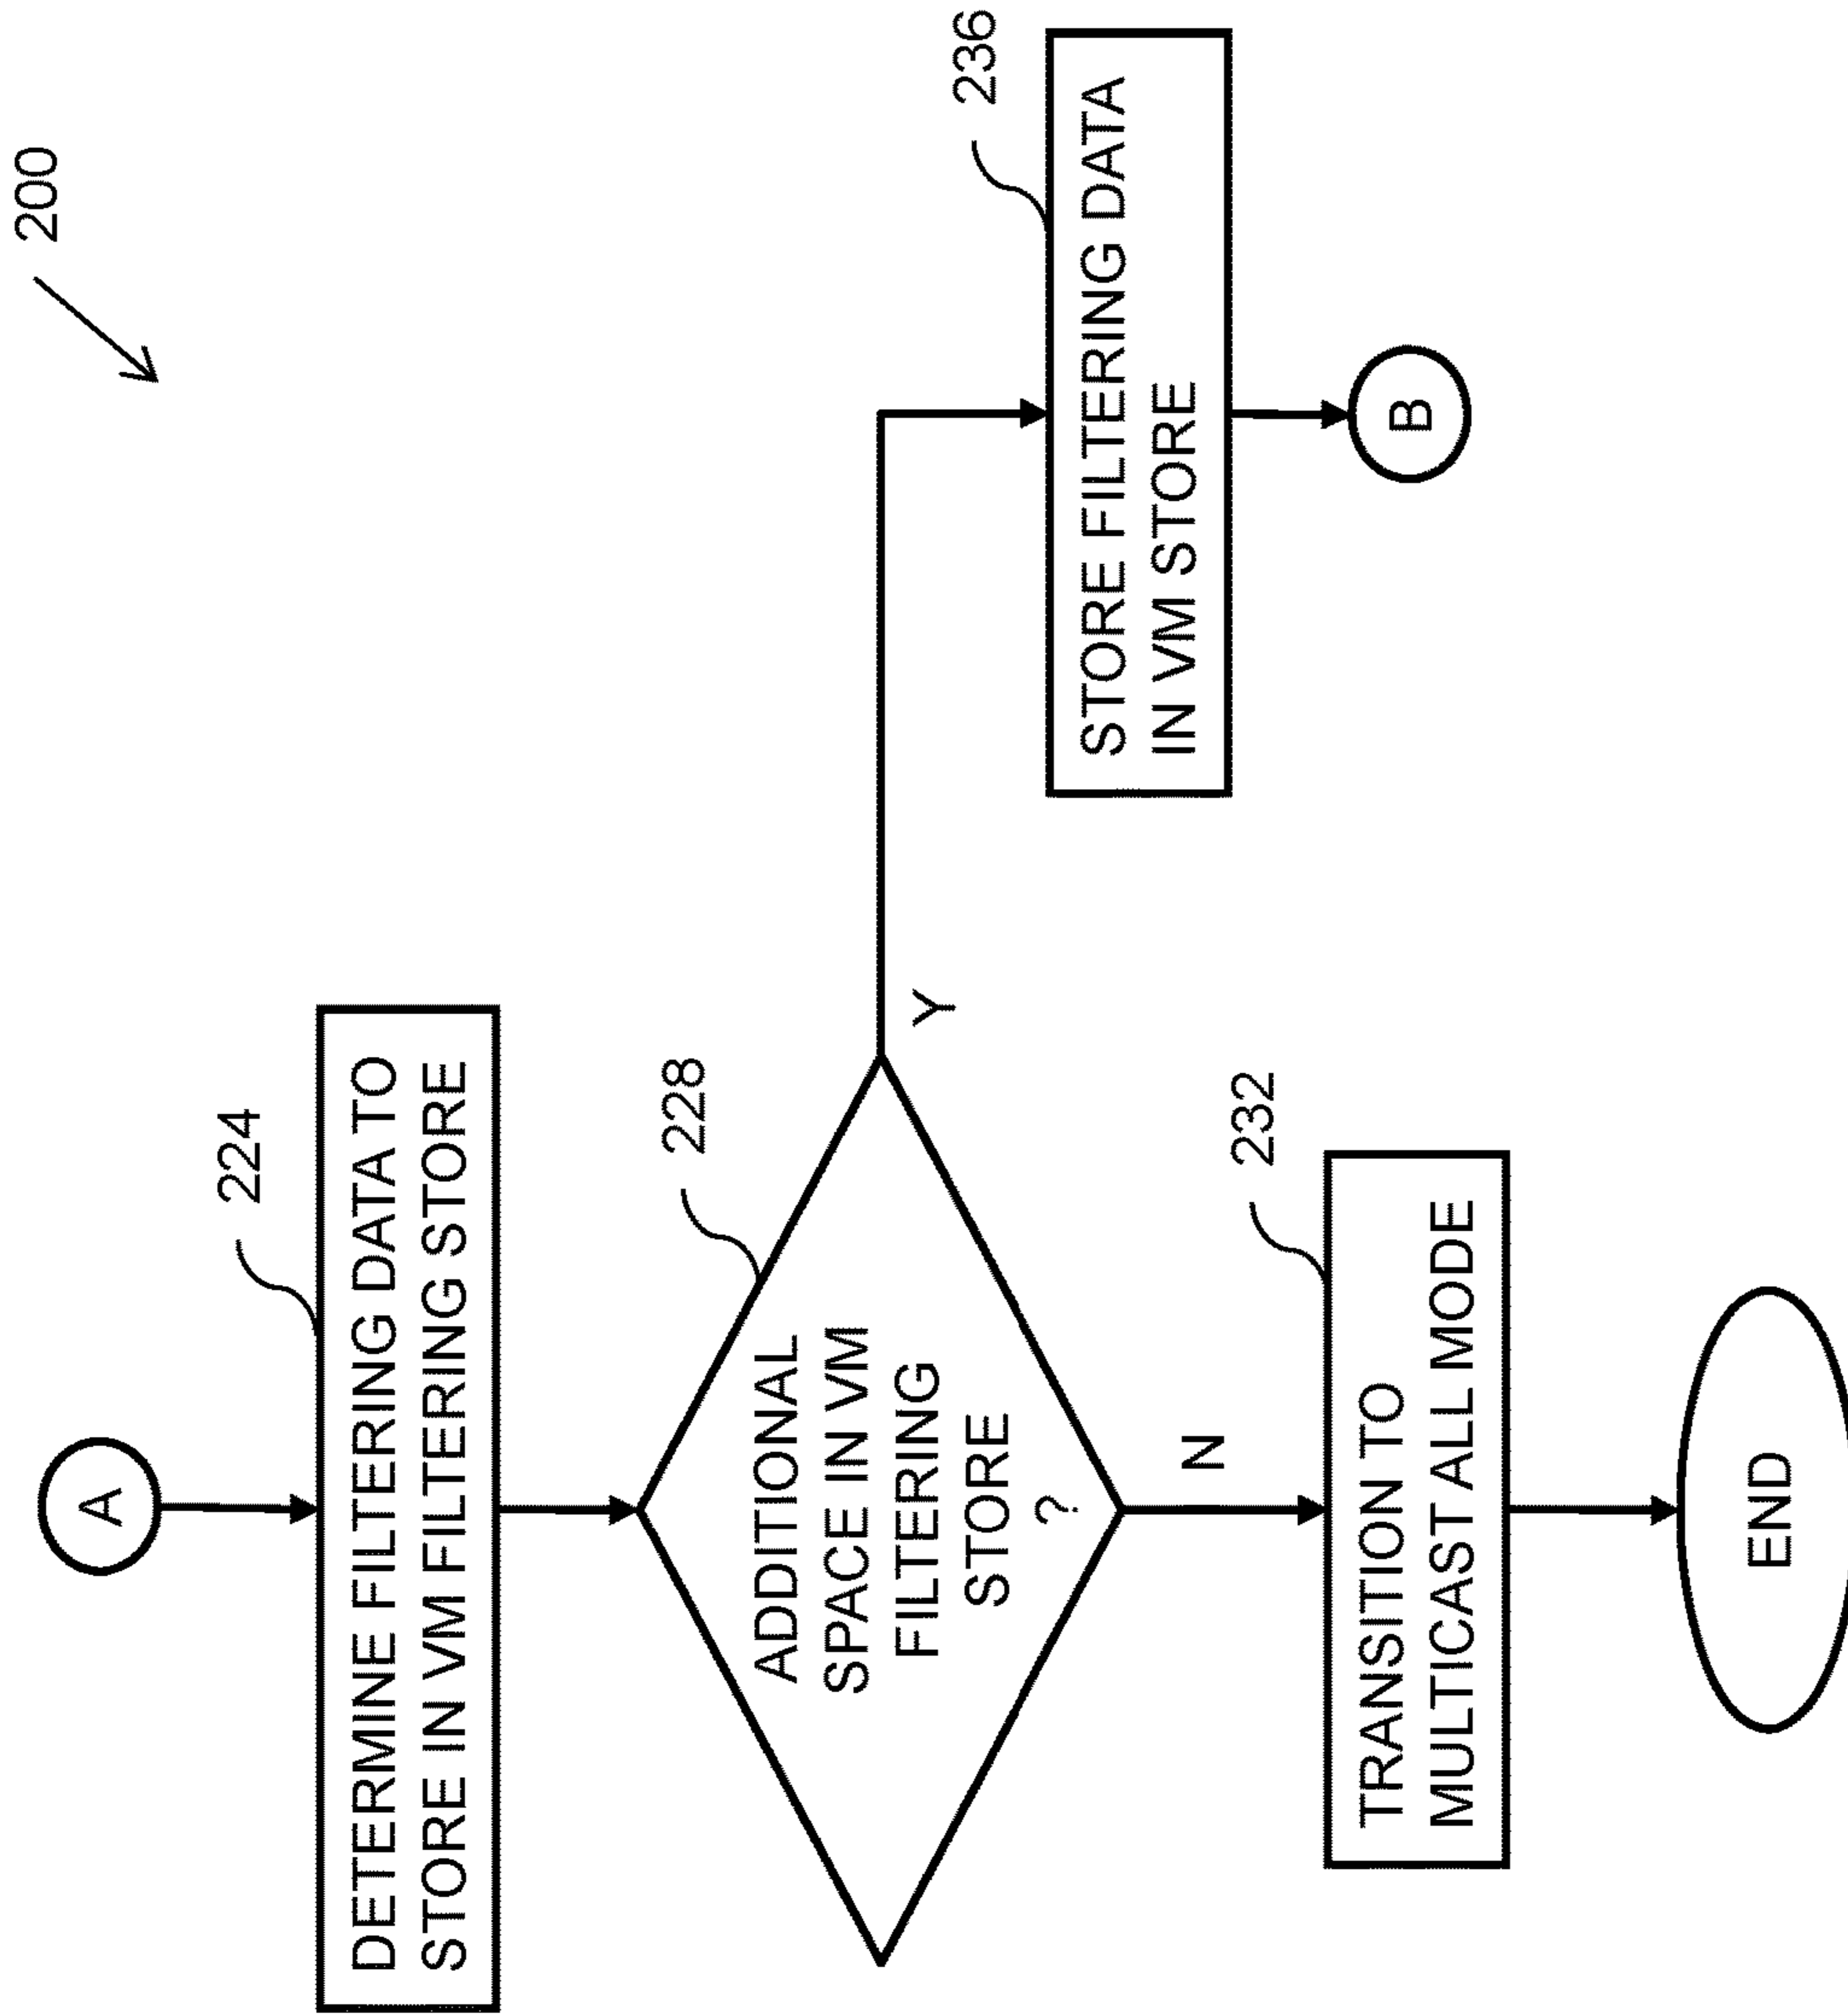 200
A
224
DETERMINE FILTERING DATA TO
STORE IN VM FILTERING STORE
228
ADDITIONAL
SPACE IN VM
FILTERING
STORE
?
Y
N
236
STORE FILTERING DATA
IN VM STORE
B
232
TRANSITION TO
MULTICAST ALL MODE
END